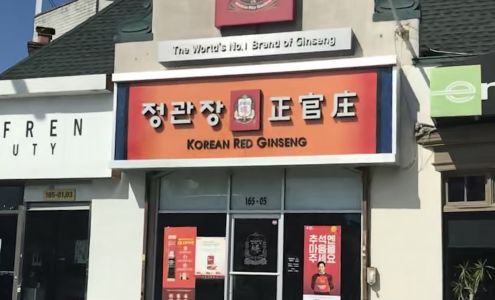 The World's No.1 Brand of Ginseng
정관장 正官庄
KOREAN RED GINSENG
FREN
UTY
165-01,03
165-05
추석엔
마음을
주세요
e